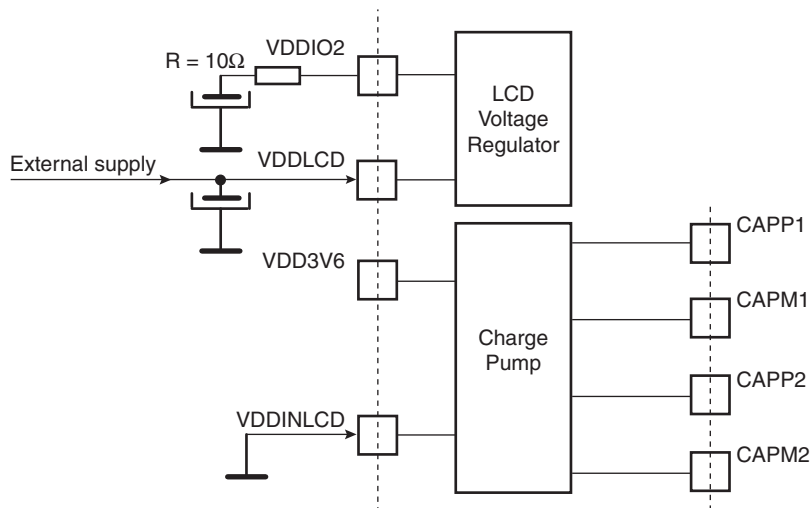 VDDIO2
R = 10Ω
LCD
Voltage
Regulator
External supply
VDDLCD
CAPP1
VDD3V6
CAPM1
Charge
Pump
CAPP2
VDDINLCD
CAPM2